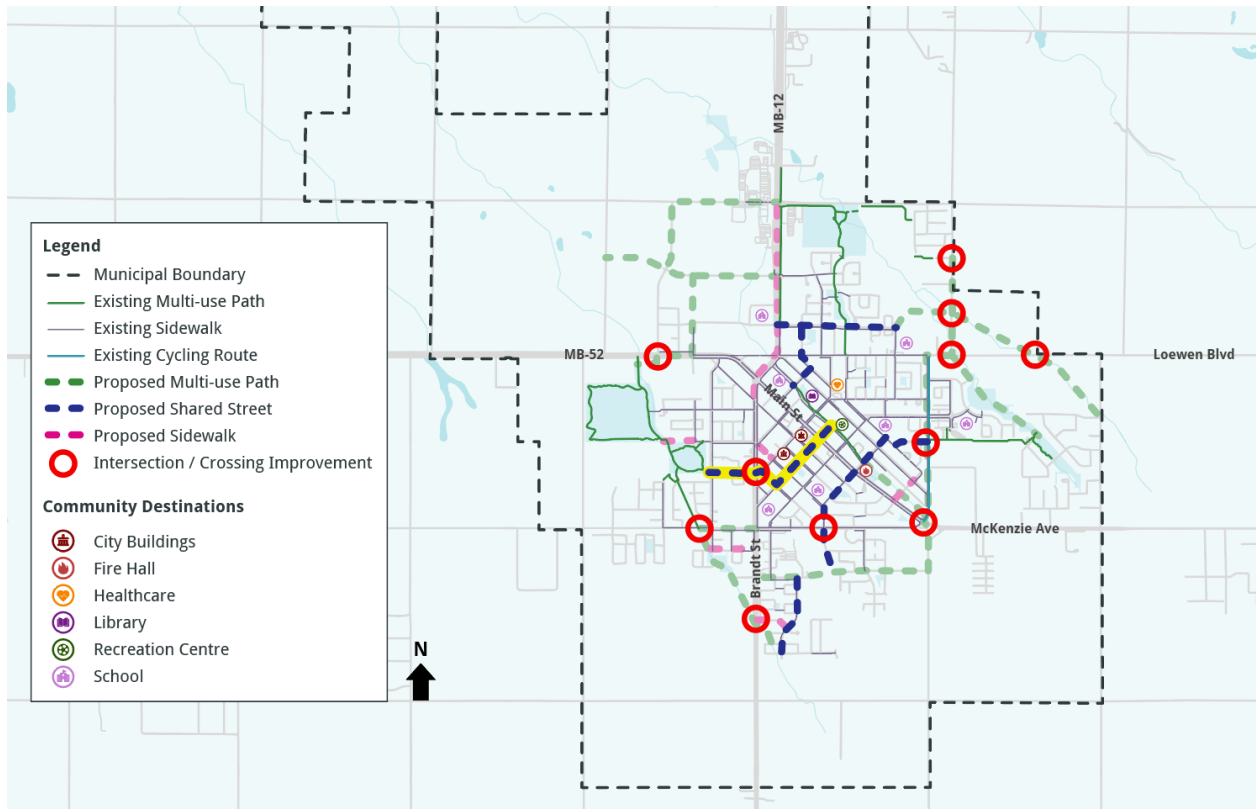 MB-12
Legend
Municipal Boundary
Existing Multi-use Path
Existing Sidewalk
Existing Cycling Route
Proposed Multi-use Path
Proposed Shared Street
Proposed Sidewalk
Intersection / Crossing Improvement
Community Destinations
City Buildings
Fire Hall
Healthcare
Library
Recreation Centre
School
MB-52
Loewen Blvd
Main St
McKenzie Ave
Brandt St
N